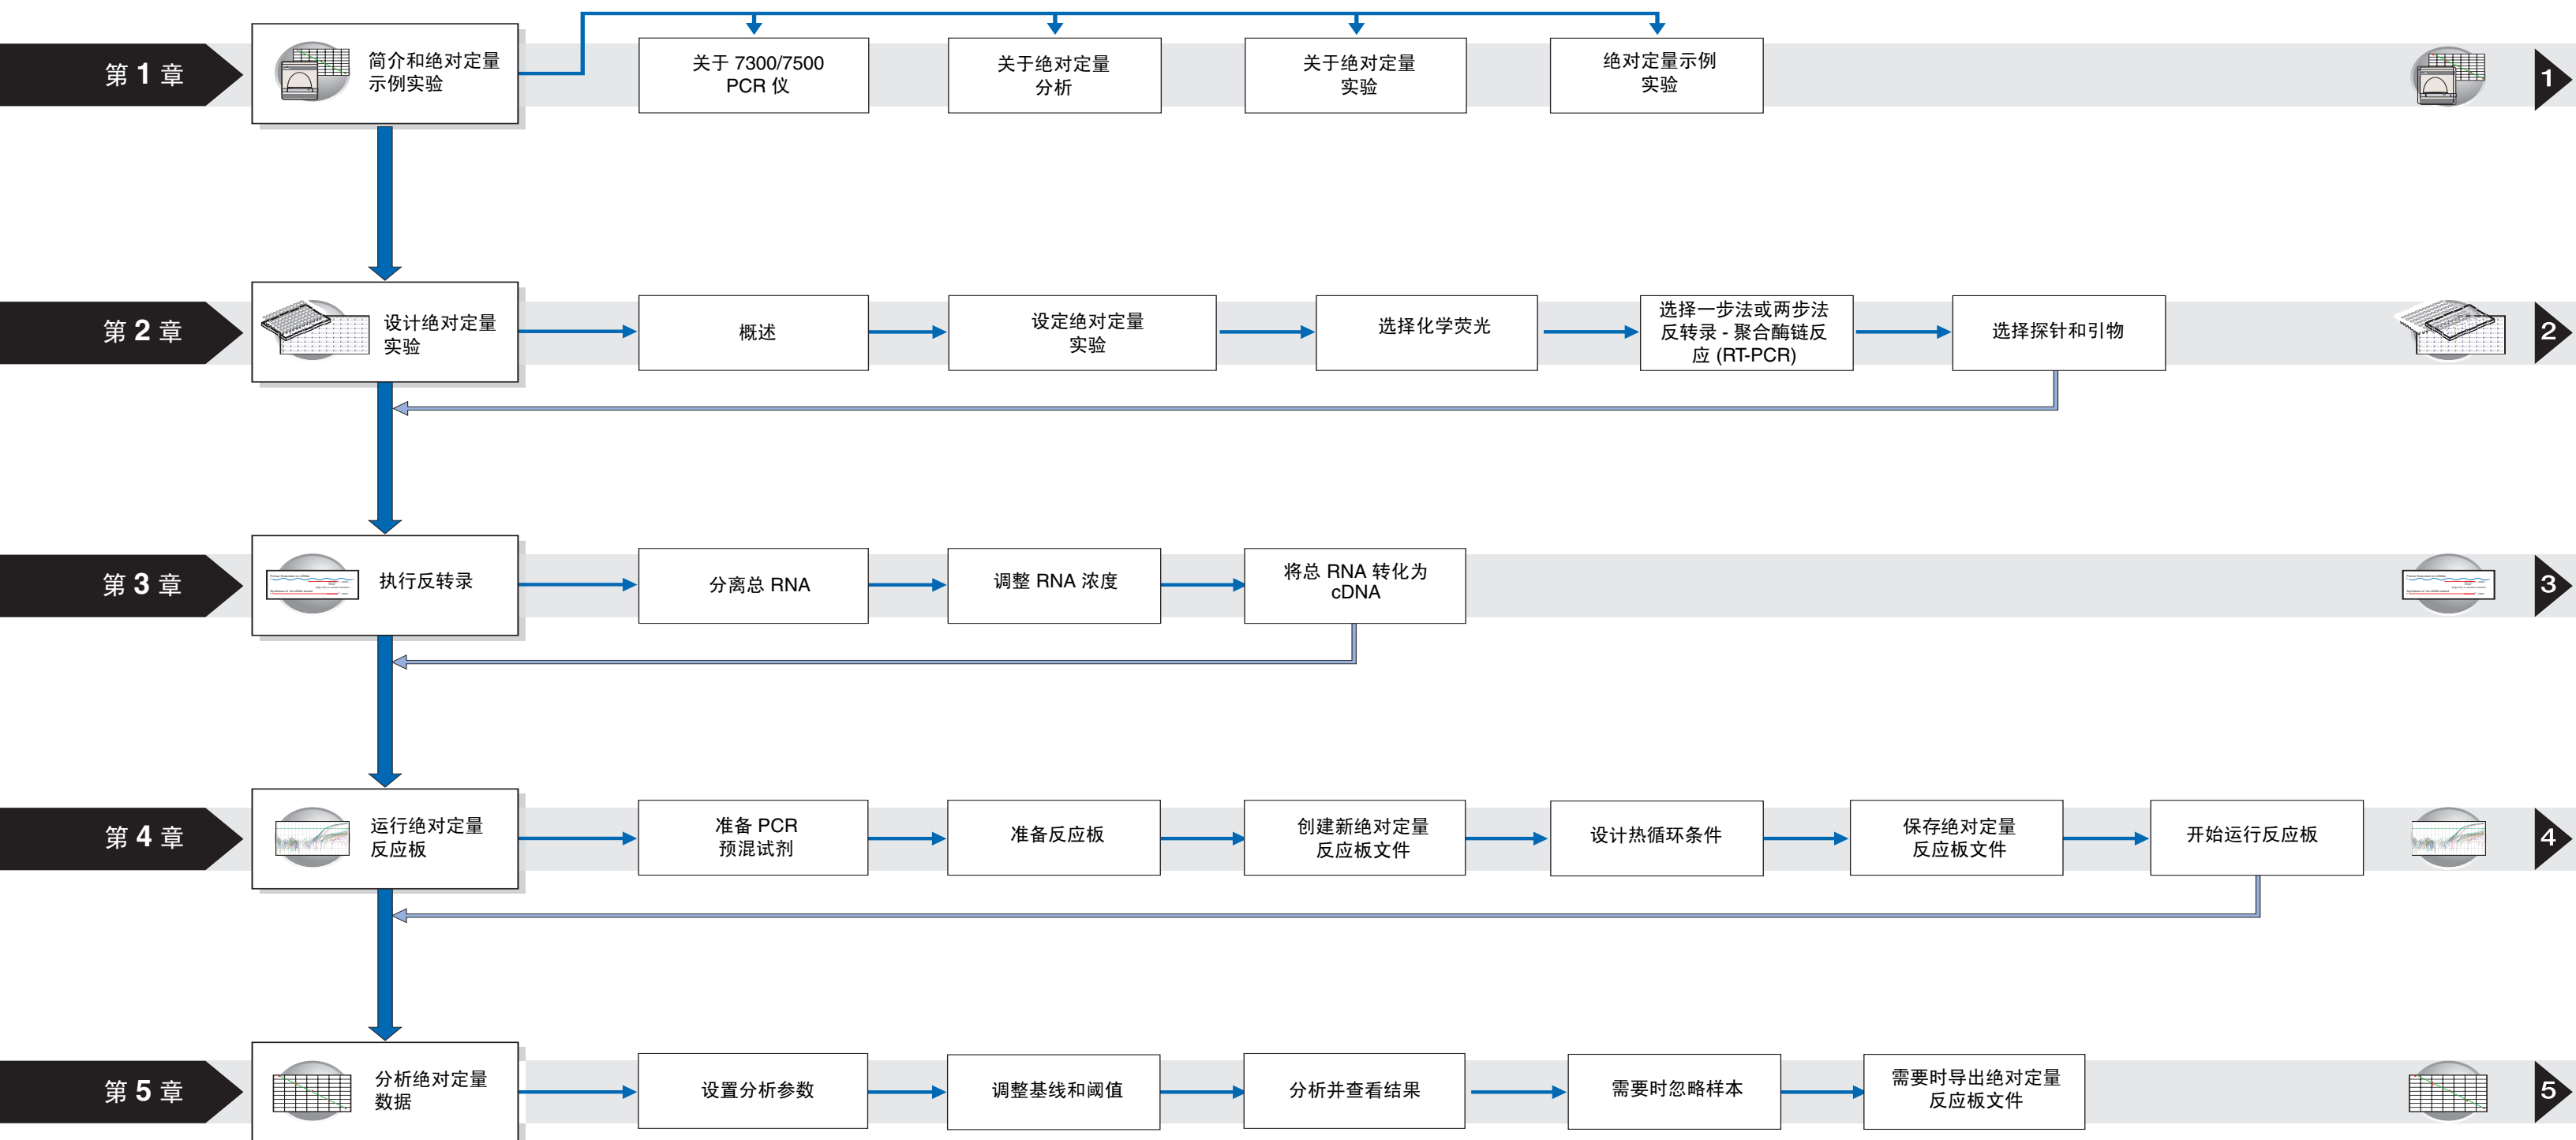 第 1 章
简介和绝对定量
示例实验
关于 7300/7500
PCR 仪
关于绝对定量
分析
关于绝对定量
实验
绝对定量示例
实验
1
第 2 章
设计绝对定量
实验
概述
设定绝对定量
实验
选择化学荧光
选择一步法或两步法
反转录 - 聚合酶链反
应 (RT-PCR)
选择探针和引物
2
第 3 章
执行反转录
分离总 RNA
调整 RNA 浓度
将总 RNA 转化为
cDNA
3
第 4 章
运行绝对定量
反应板
准备 PCR
预混试剂
准备反应板
创建新绝对定量
反应板文件
设计热循环条件
保存绝对定量
反应板文件
开始运行反应板
4
第 5 章
分析绝对定量
数据
设置分析参数
调整基线和阈值
分析并查看结果
需要时忽略样本
需要时导出绝对定量
反应板文件
5